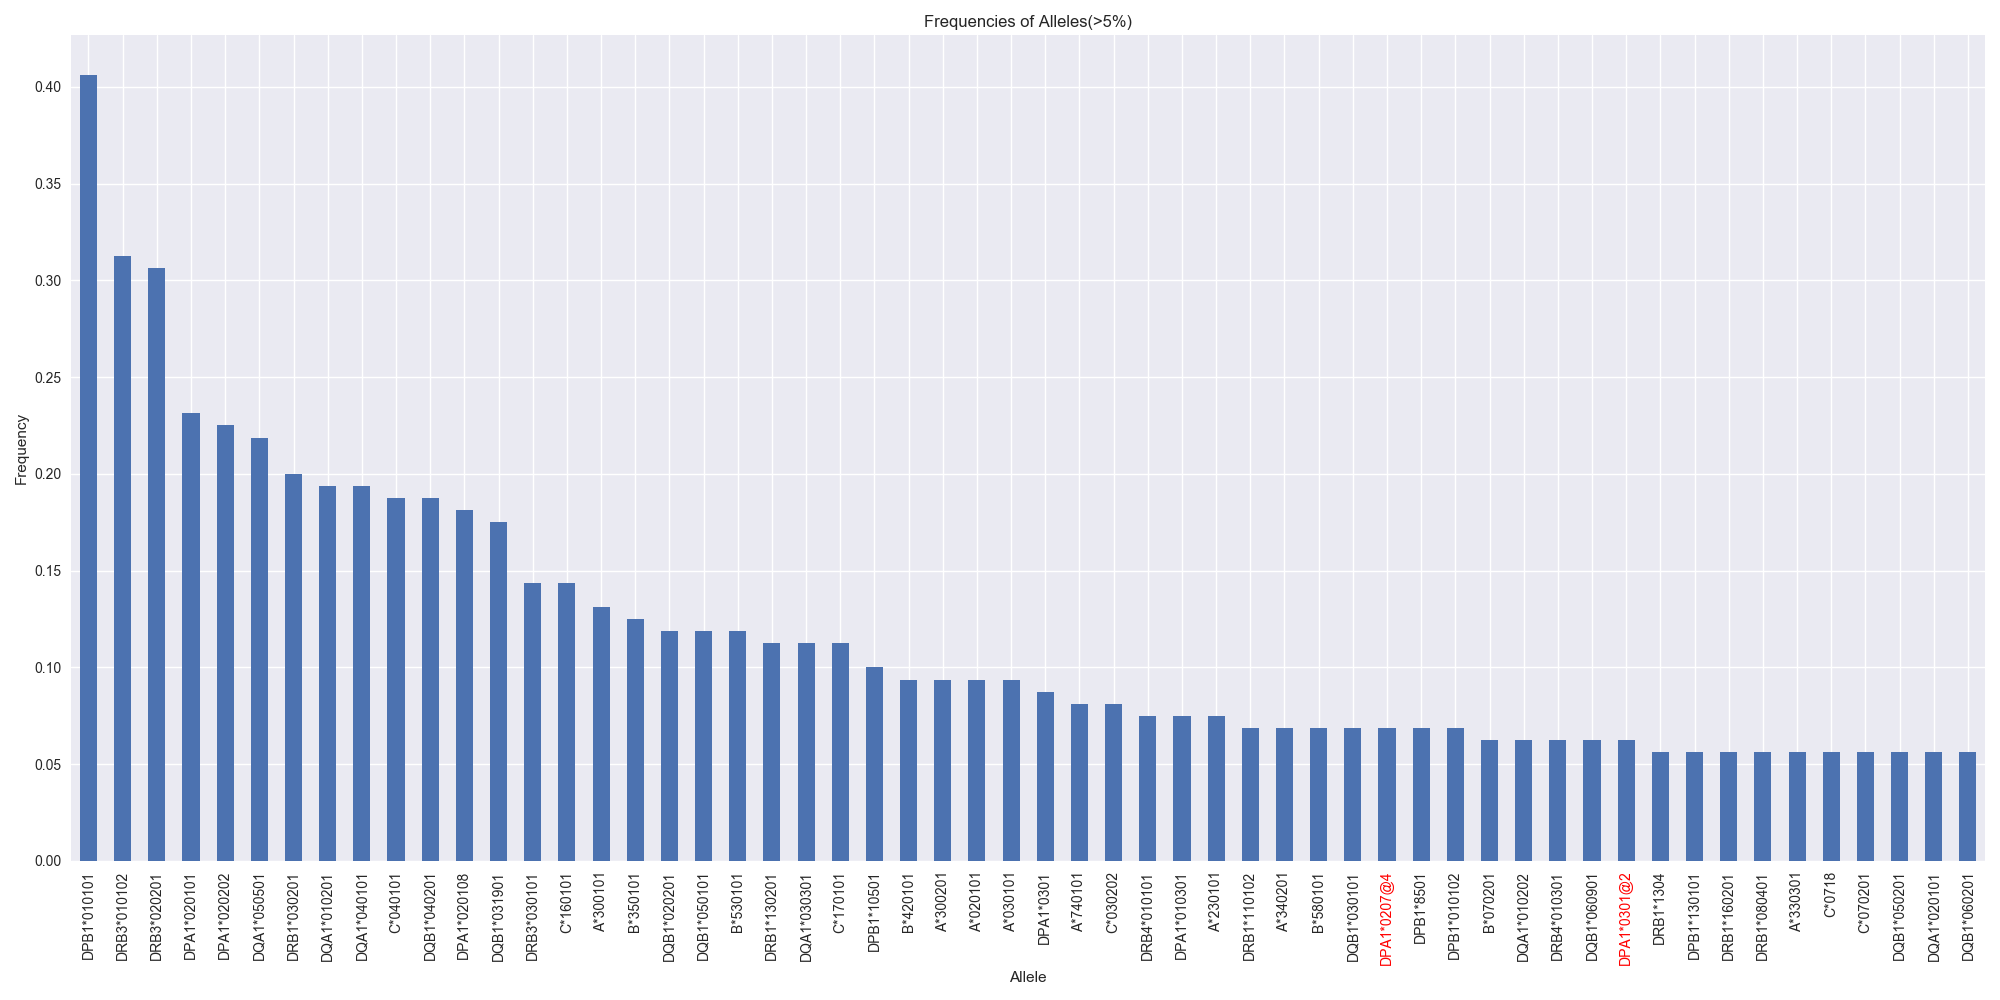 Frequencies of Alleles(>5%)
0.40
0.35
0.30
0.25
0.20
0.15
0.10
0.05
0.00
Frequency
DPB1*010101
DRB3*010102
DRB3*020201
DPA1*020101
DPA1*020202
DQA1*050501
DRB1*030201
DQA1*010201
DQA1*040101
C*040101
DQB1*040201
DPA1*020108
DQB1*031901
DRB3*030101
C*160101
A*300101
B*350101
DQB1*020201
DQB1*050101
B*530101
DRB1*130201
DQA1*030301
C*170101
DPB1*10501
B*420101
A*300201
A*020101
A*030101
DPA1*0301
A*740101
C*030202
DRB4*010101
DPA1*010301
A*230101
DRB1*110102
A*340201
B*580101
DQB1*030101
DPA1*0207@4
DPB1*8501
DPB1*010102
B*070201
DQA1*010202
DRB4*010301
DQB1*060901
DPA1*0301@2
DRB1*1304
DPB1*130101
DRB1*160201
DRB1*080401
A*330301
C*0718
C*070201
DQB1*050201
DQA1*020101
DQB1*060201
Allele